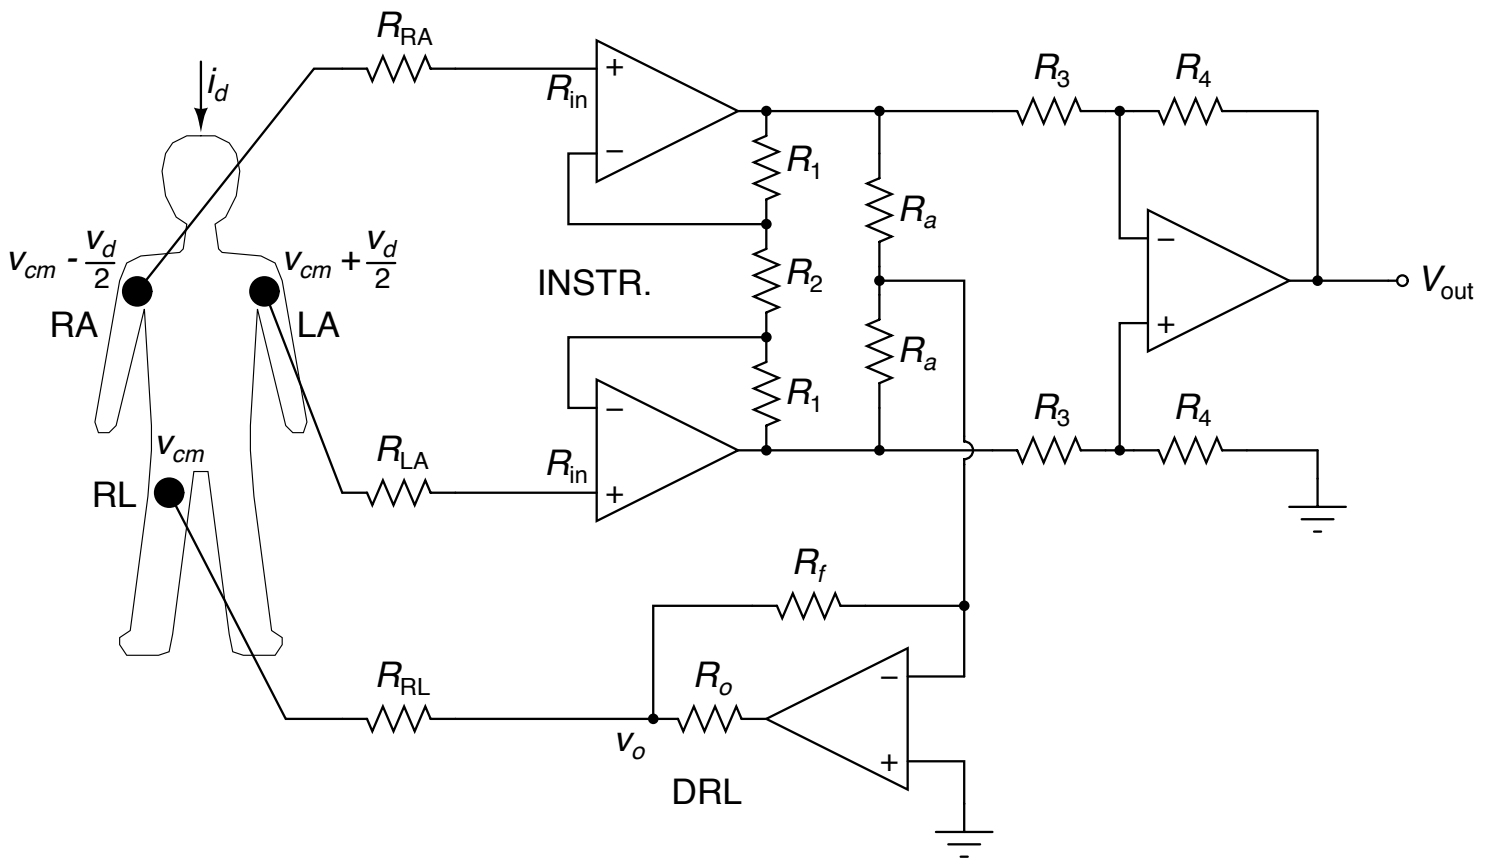 R_RA
R_3
R_4
i_d
R_in
+
−
R_1
R_a
v_cm - v_d/2
v_cm + v_d/2
INSTR.
R_2
−
V_out
RA
LA
+
R_a
R_1
R_3
R_4
−
v_cm
R_LA
R_in
RL
+
R_f
R_RL
R_o
−
v_o
+
DRL